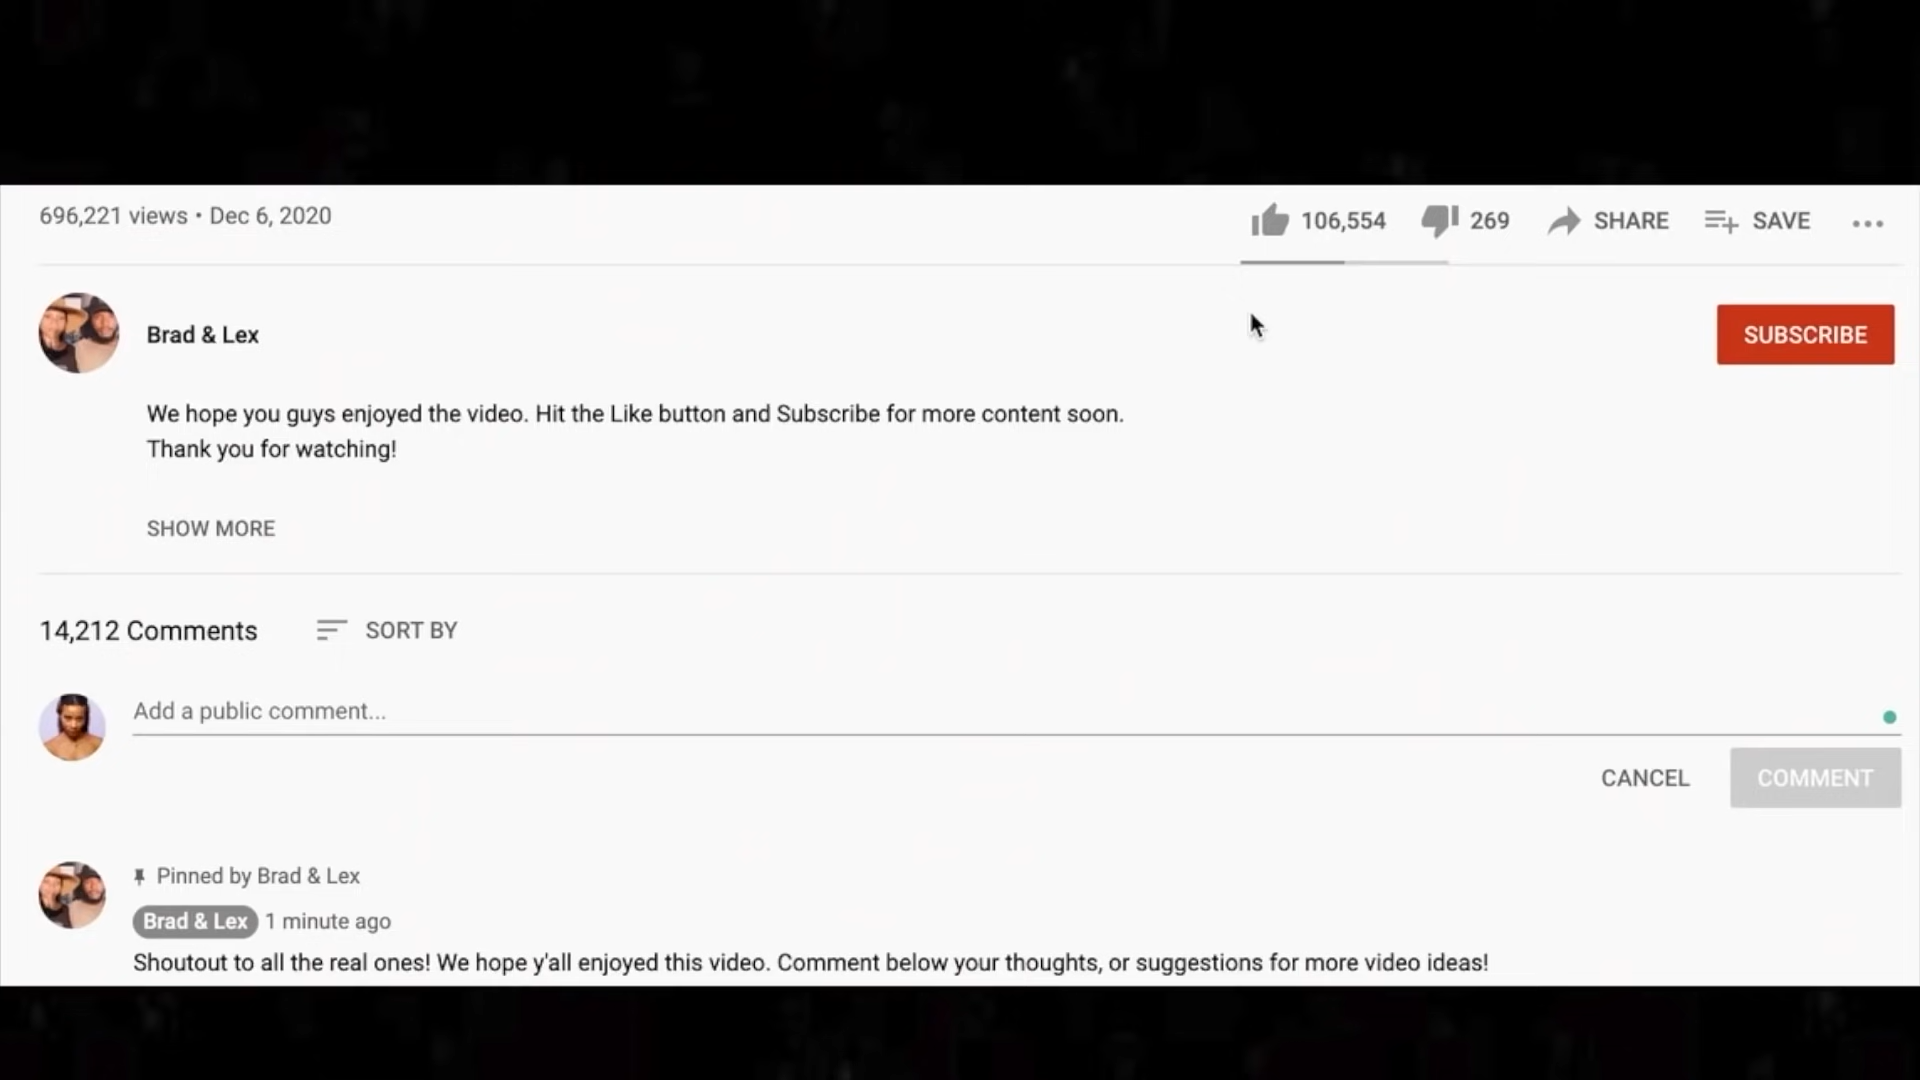 696,221 views • Dec 6, 2020
106,554 269 SHARE SAVE
Brad & Lex
SUBSCRIBE
We hope you guys enjoyed the video. Hit the Like button and Subscribe for more content soon.
Thank you for watching!
SHOW MORE
14,212 Comments SORT BY
Add a public comment...
CANCEL COMMENT
Pinned by Brad & Lex
Brad & Lex 1 minute ago
Shoutout to all the real ones! We hope y'all enjoyed this video. Comment below your thoughts, or suggestions for more video ideas!